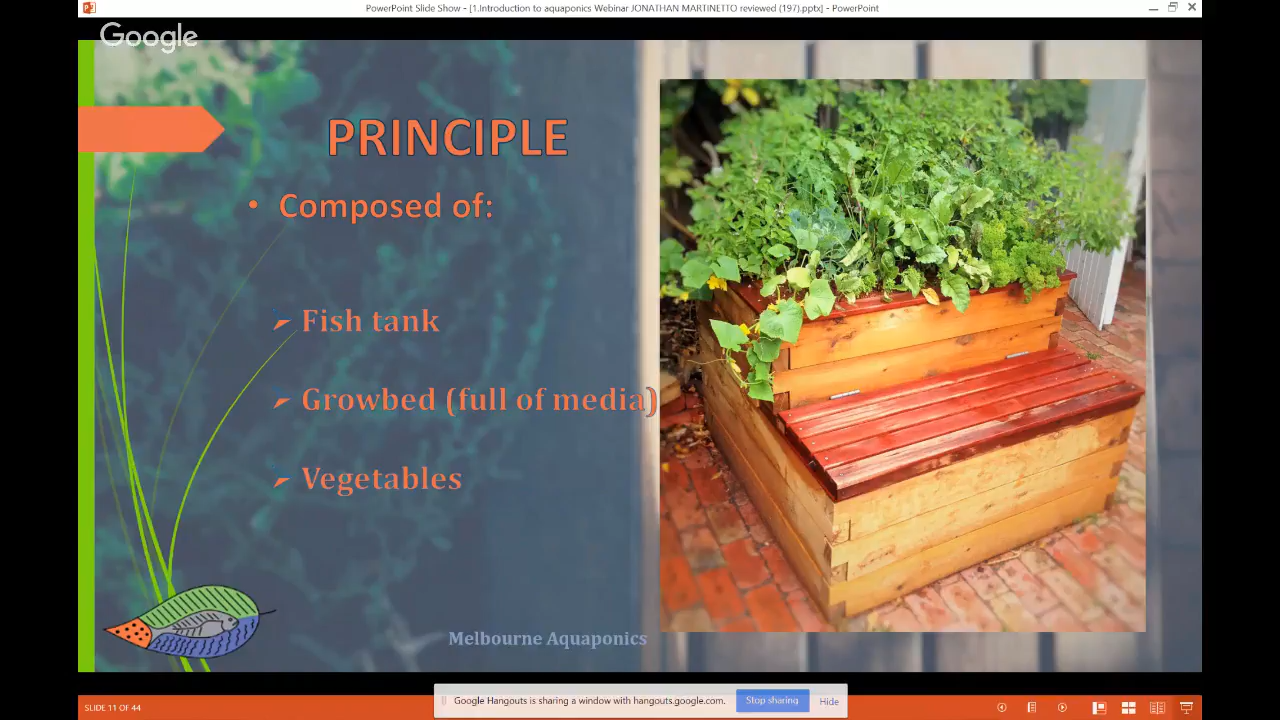 PowerPoint Slide Show - [1.Introduction to aquaponics Webinar JONATHAN MARTINETTO reviewed (197).pptx] - PowerPoint
Google
PRINCIPLE
• Composed of:
➢ Fish tank
➢ Growbed (full of media)
➢ Vegetables
Melbourne Aquaponics
Google Hangouts is sharing a window with hangouts.google.com. Stop sharing Hide
SLIDE 11 OF 44